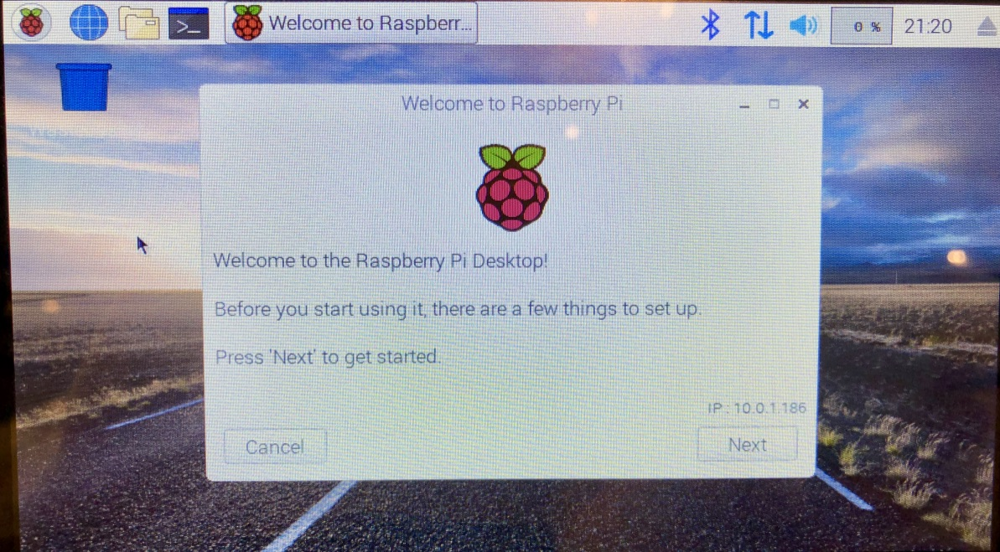 Welcome to Raspberr...
0 %
21:20
Welcome to Raspberry Pi
Welcome to the Raspberry Pi Desktop!
Before you start using it, there are a few things to set up.
Press 'Next' to get started.
IP : 10.0.1.186
Cancel
Next